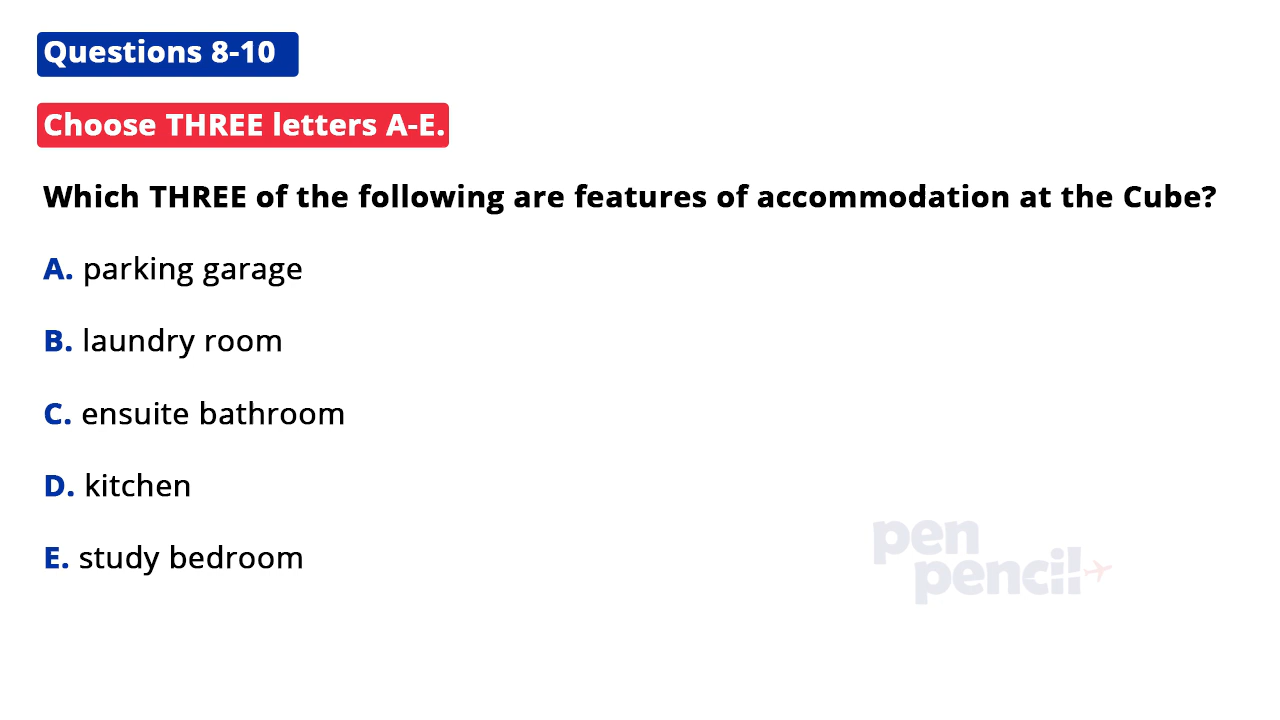 Questions 8-10
Choose THREE letters A-E.
Which THREE of the following are features of accommodation at the Cube?
A. parking garage
B. laundry room
C. ensuite bathroom
D. kitchen
E. study bedroom
pen
pencil